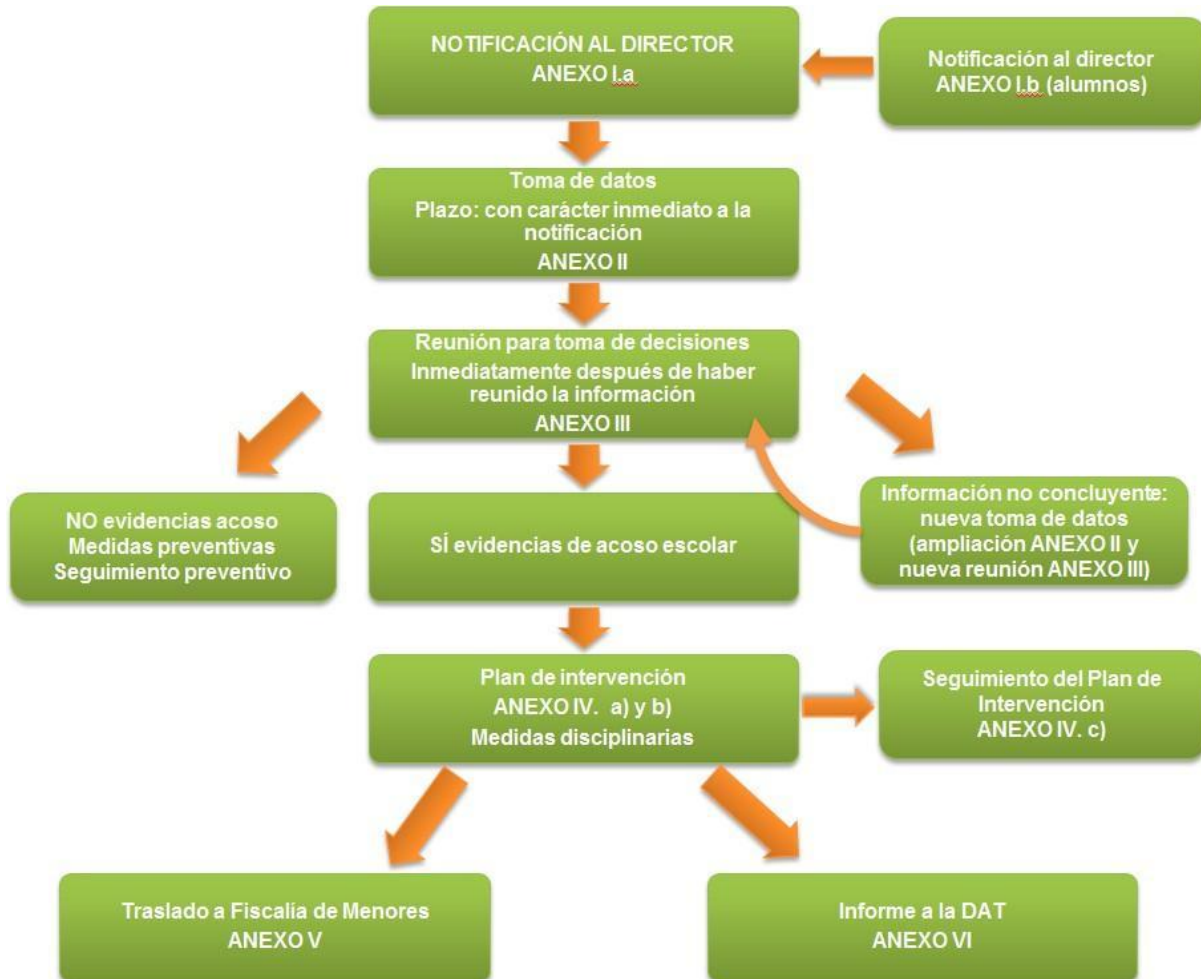 NOTIFICACIÓN AL DIRECTOR
ANEXO I.a
Notificación al director
ANEXO I.b (alumnos)
Toma de datos
Plazo: con carácter inmediato a la
notificación
ANEXO II
Reunión para toma de decisiones
Inmediatamente después de haber
reunido la información
ANEXO III
NO evidencias acoso
Medidas preventivas
Seguimiento preventivo
SÍ evidencias de acoso escolar
Información no concluyente:
nueva toma de datos
(ampliación ANEXO II y
nueva reunión ANEXO III)
Plan de intervención
ANEXO IV. a) y b)
Medidas disciplinarias
Seguimiento del Plan de
Intervención
ANEXO IV. c)
Traslado a Fiscalía de Menores
ANEXO V
Informe a la DAT
ANEXO VI